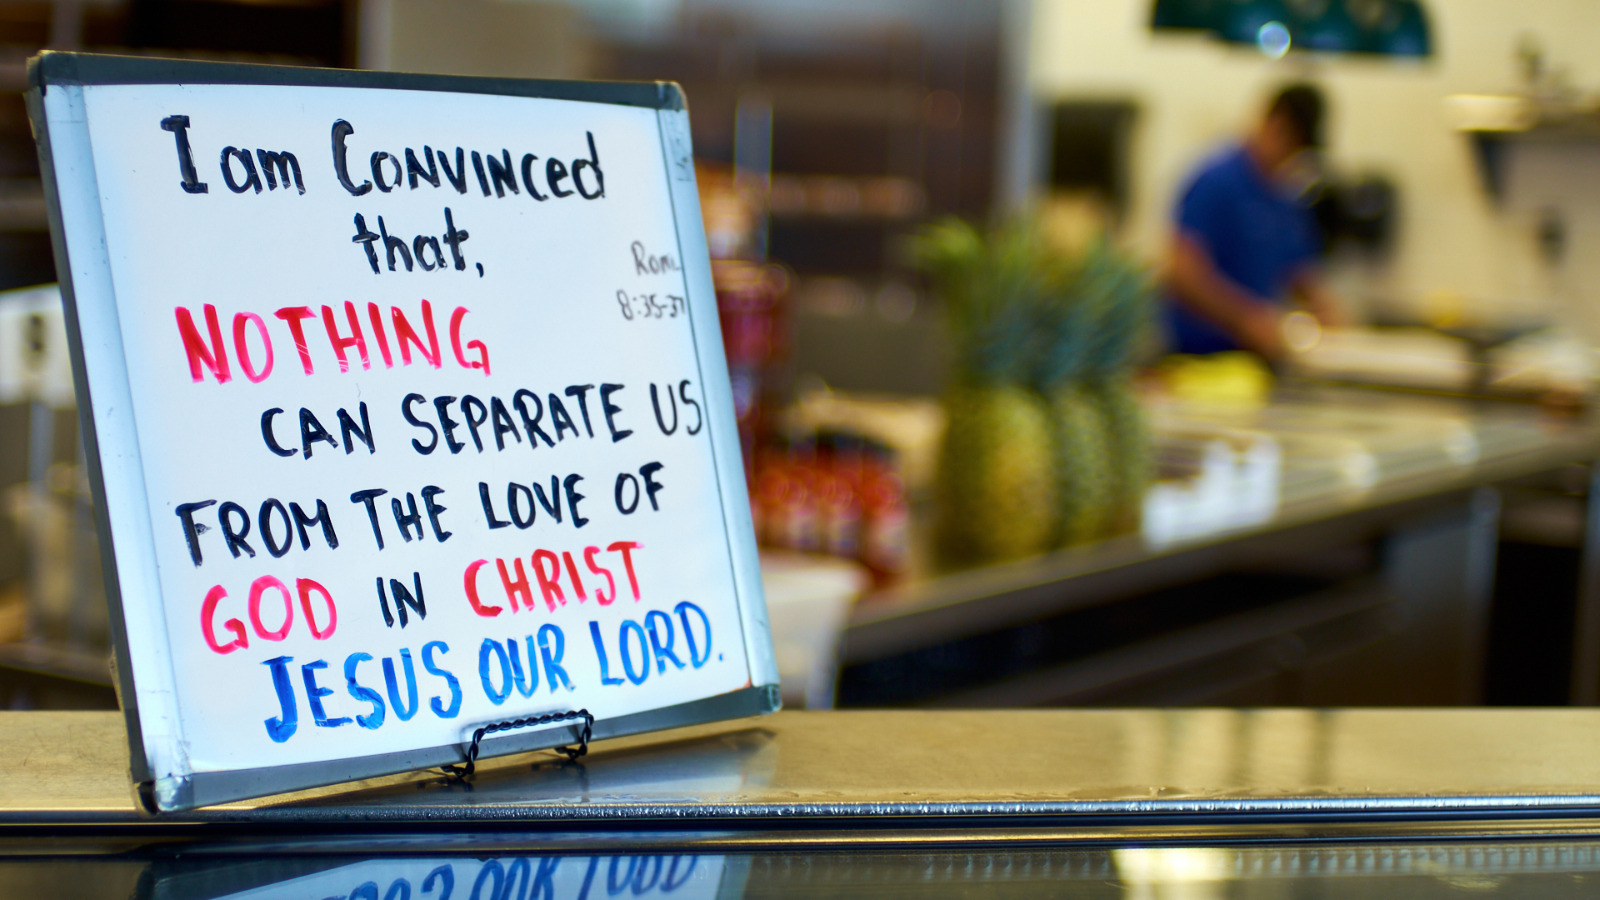 I am CONVINced
that,
Rom.
8:35-37
NOTHING
CAN SEPARATE US
FROM THE LOVE OF
GOD IN CHRIST
JESUS OUR LORD.